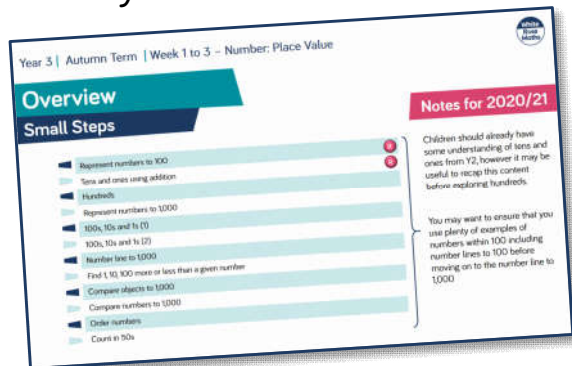 Year 3 | Autumn Term | Week 1 to 3 – Number: Place Value
White
Rose
Maths
Overview
Small Steps
Notes for 2020/21
Represent numbers to 100
R
Tens and ones using addition
R
Hundreds
Represent numbers to 1,000
100s, 10s and 1s (1)
100s, 10s and 1s (2)
Number line to 1,000
Find 1, 10, 100 more or less than a given number
Compare objects to 1,000
Compare numbers to 1,000
Order numbers
Count in 50s
Children should already have
some understanding of tens and
ones from Y2, however it may be
useful to recap this content
before exploring hundreds.
You may want to ensure that you
use plenty of examples of
numbers within 100 including
number lines to 100 before
moving on to the number line to
1,000